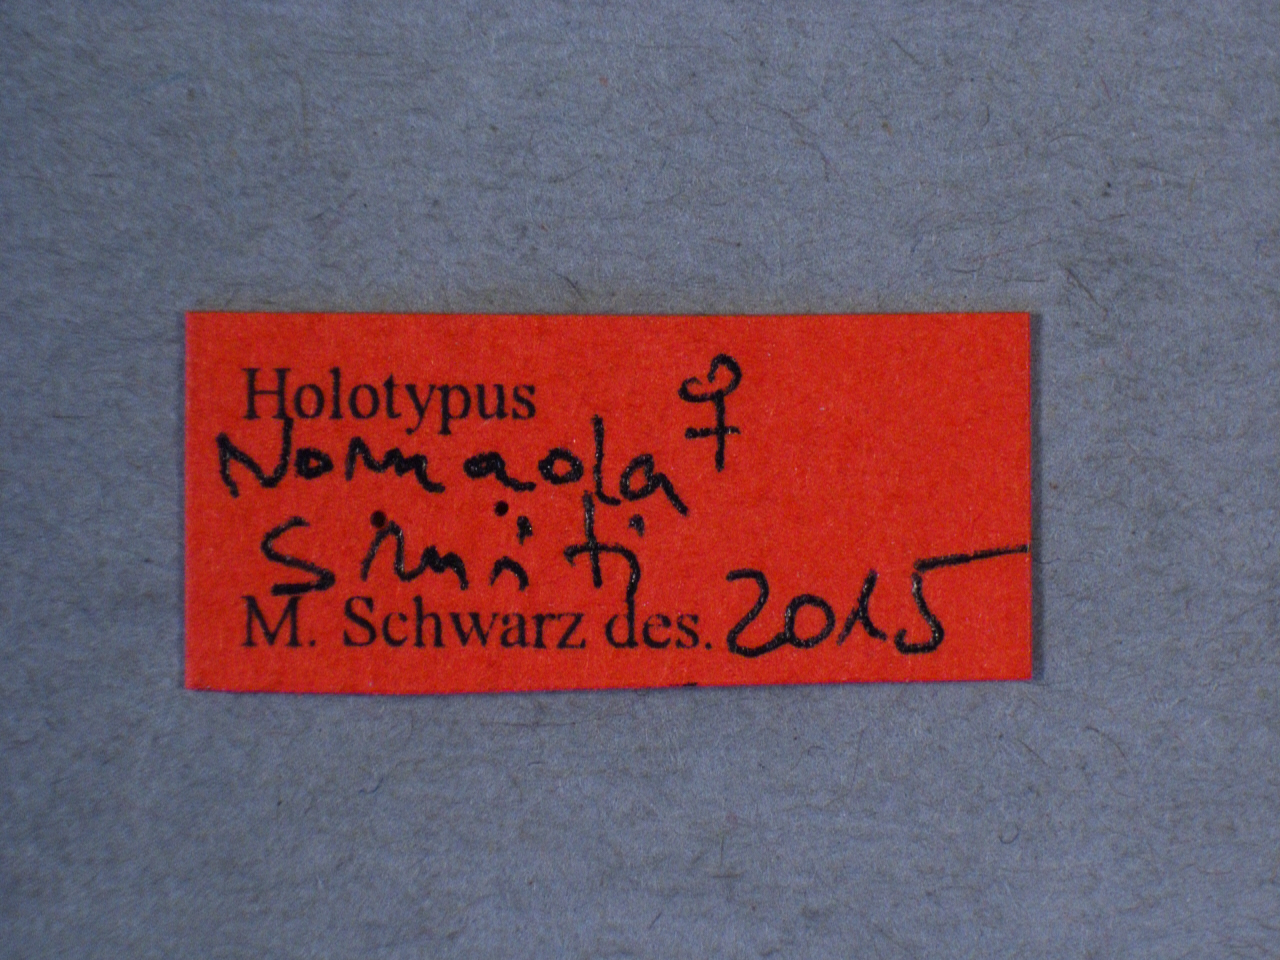 Holotypus ♀
Nomada
smiti
M. Schwarz des. 2015